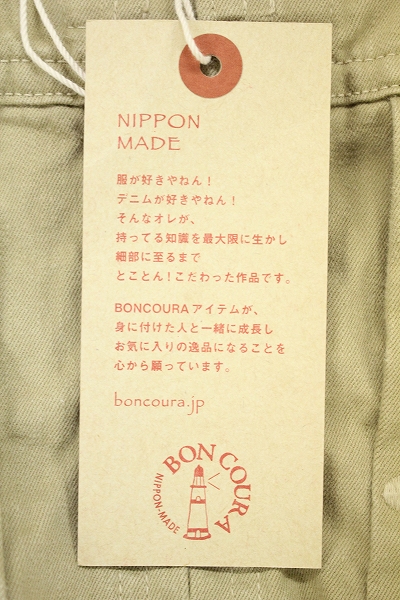 NIPPON
MADE
服が好きやねん！
デニムが好きやねん！
そんなオレが、
持ってる知識を最大限に生かし
細部に至るまで
とことん！こだわった作品です。
BONCOURAアイテムが、
身に付けた人と一緒に成長し
お気に入りの逸品になることを
心から願っています。
boncoura.jp
BON COURA
NIPPON-MADE